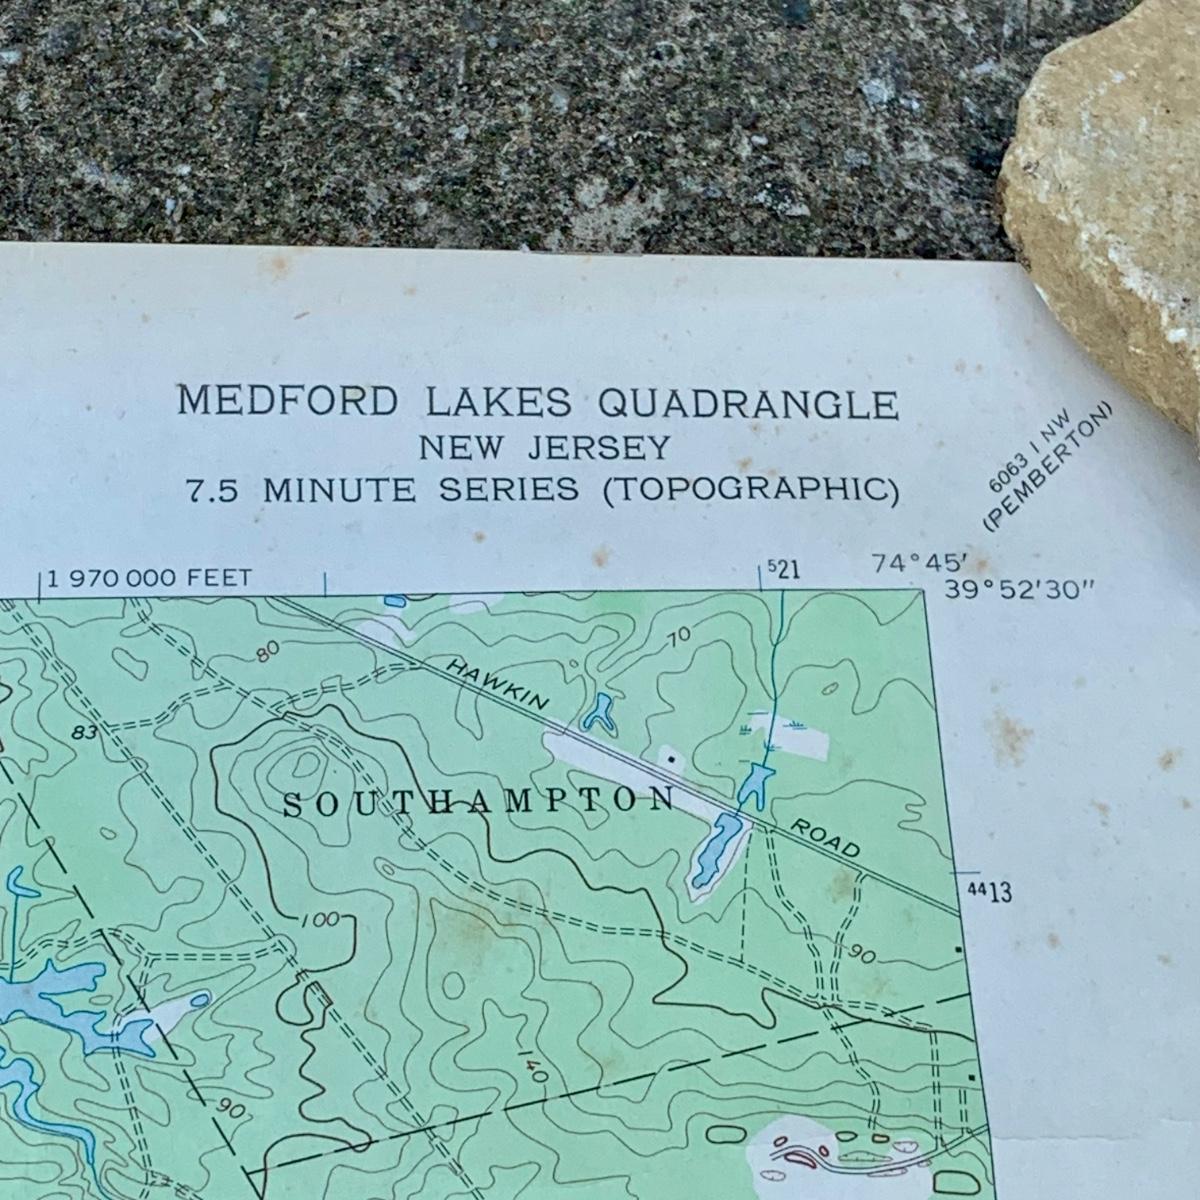 MEDFORD LAKES QUADRANGLE
NEW JERSEY
7.5 MINUTE SERIES (TOPOGRAPHIC)
6063 I NW
(PEMBERTON)
1 970 000 FEET
521
74°45'
39°52'30"
80
70
HAWKIN
83
SOUTHAMPTON
ROAD
4413
100
90
140
90